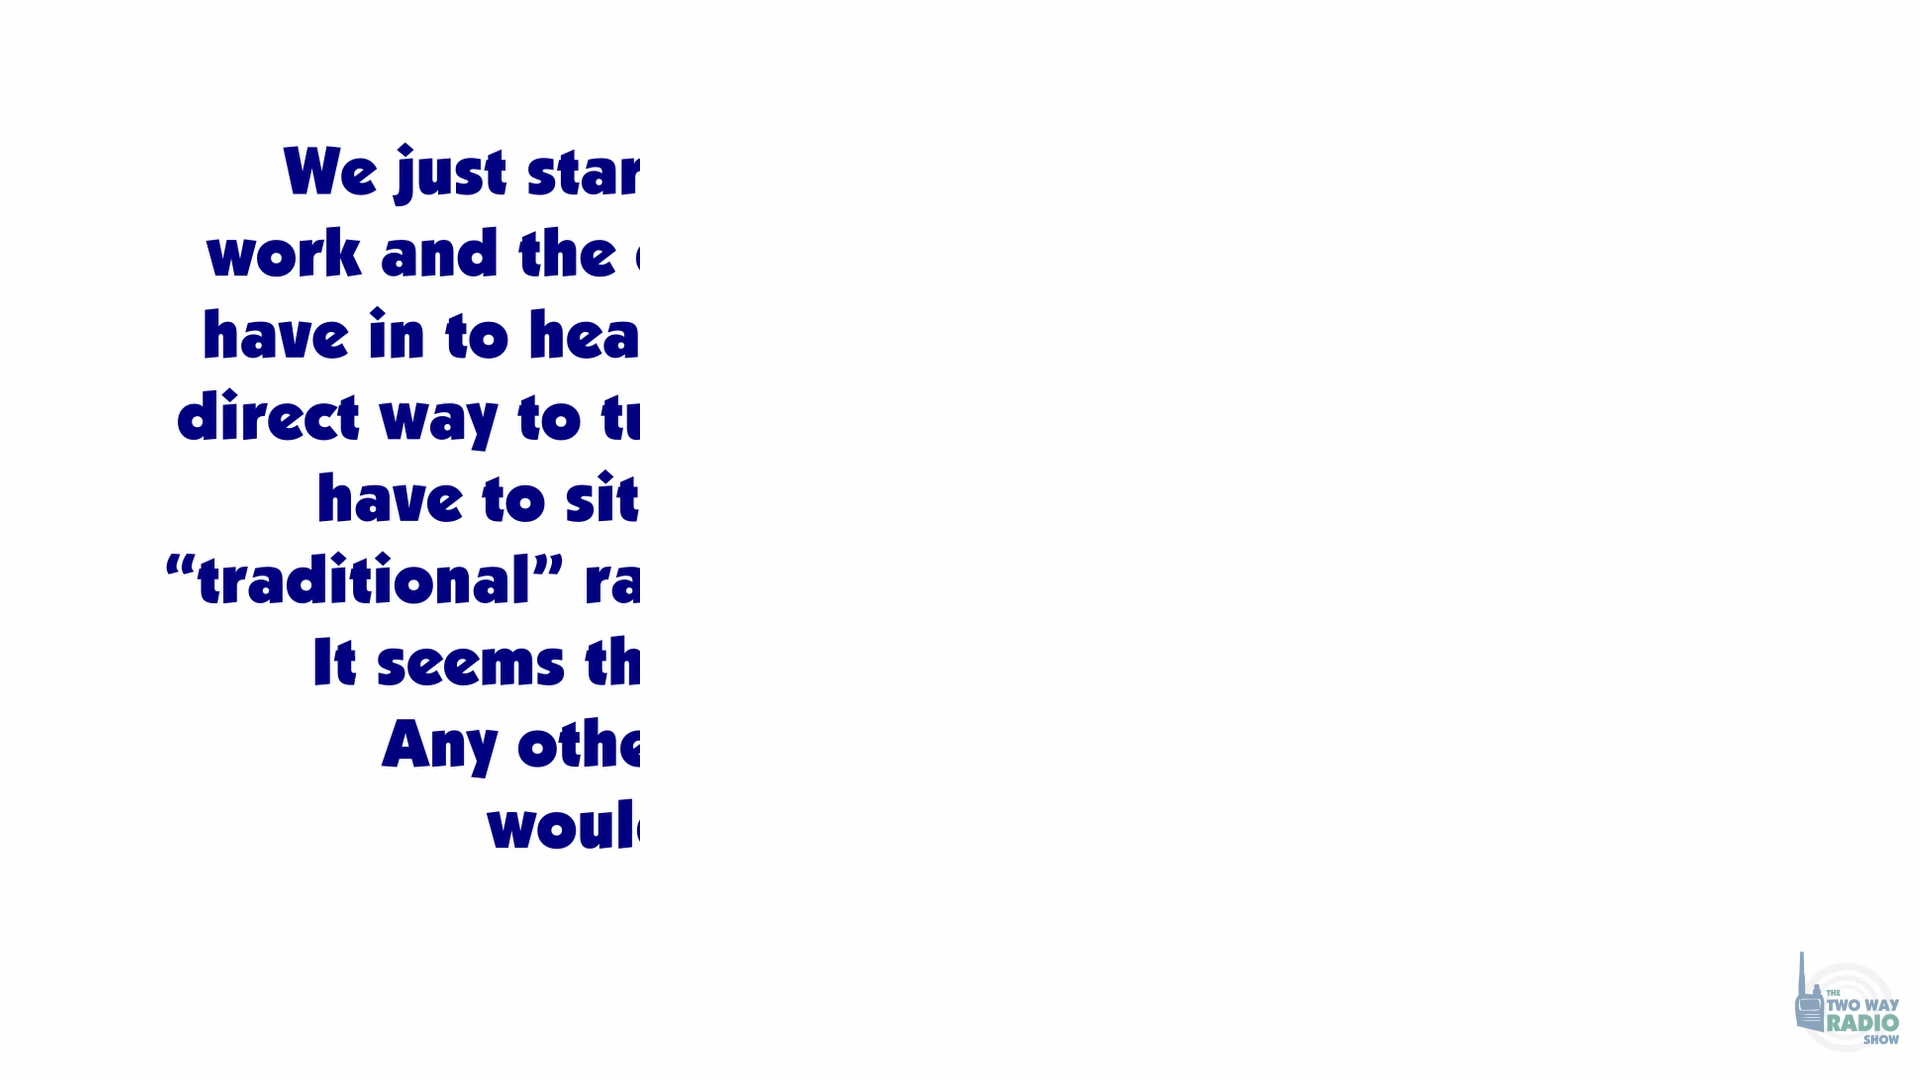 We just star
work and the
have in to hea
direct way to
have to sit
“traditional” ra
It seems th
Any othe
woul
THE
TWO WAY
RADIO
SHOW